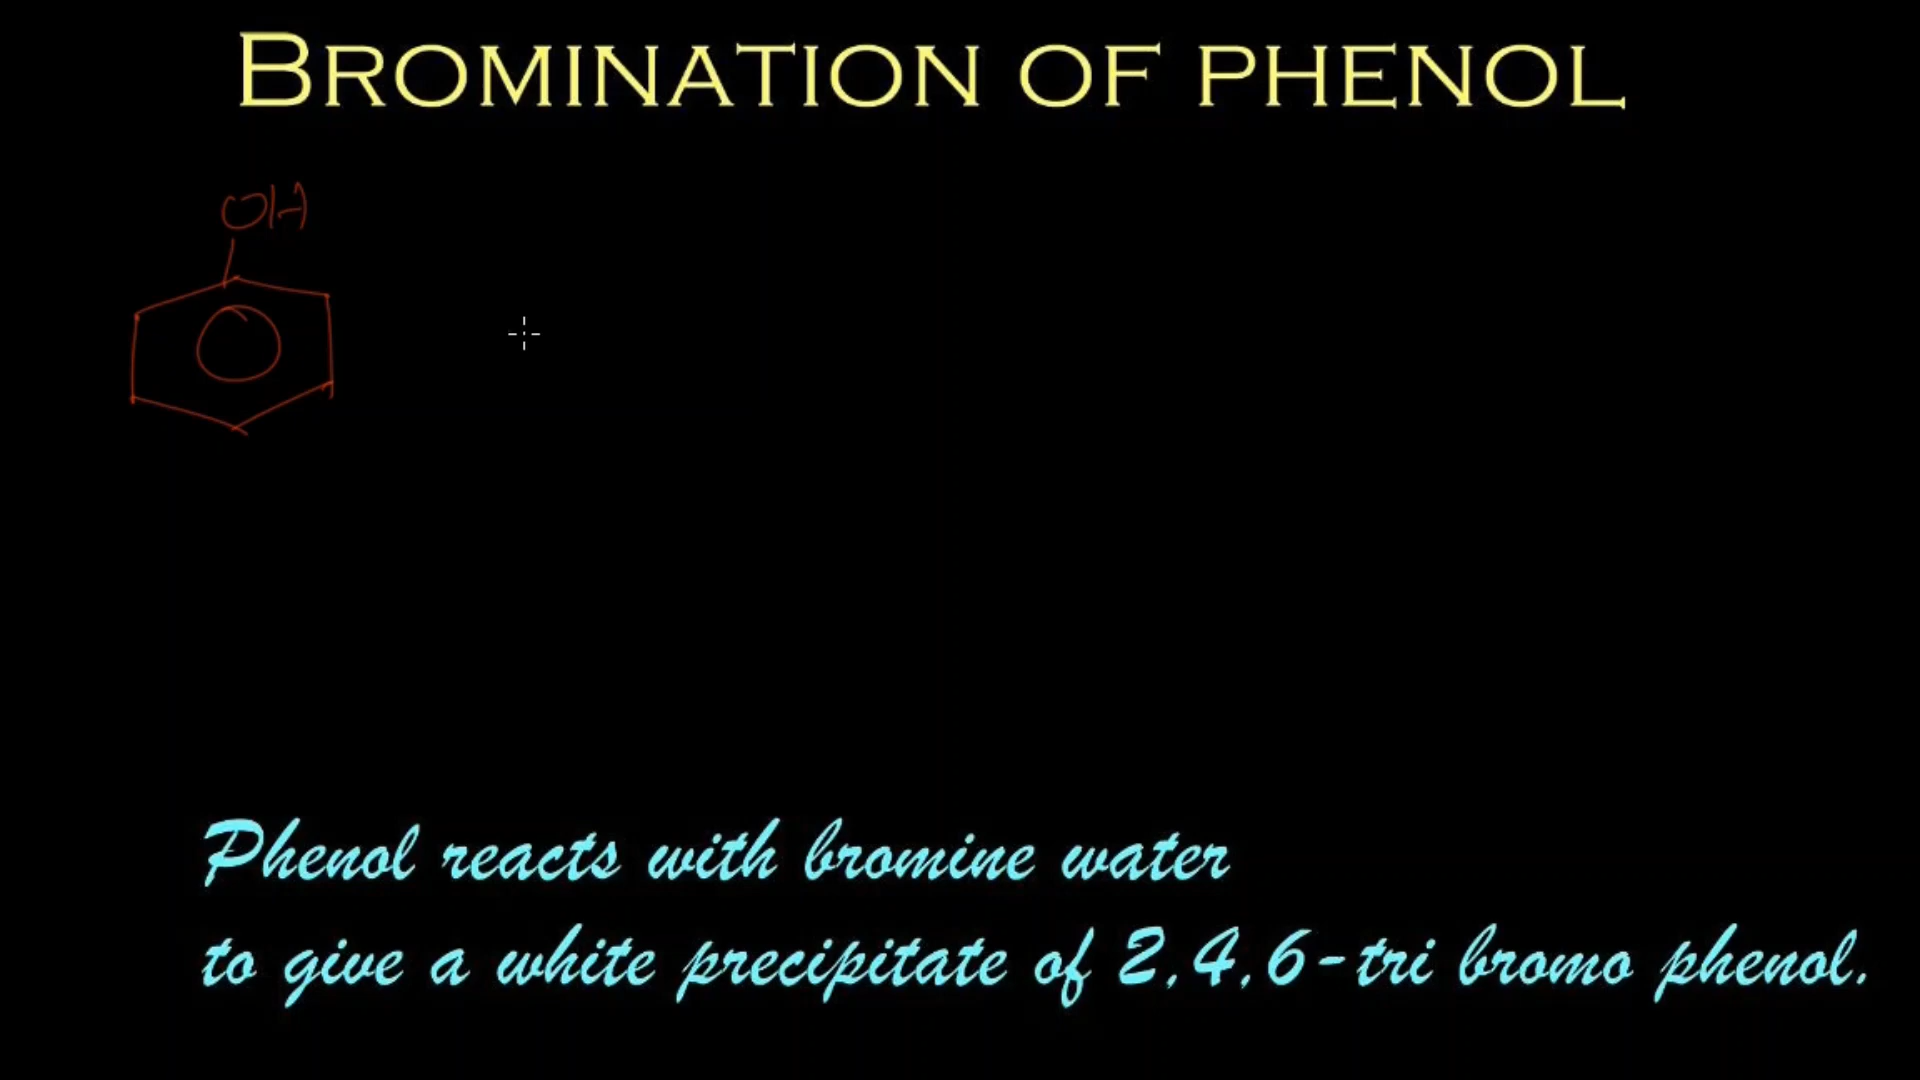 BROMINATION OF PHENOL
OH
Phenol reacts with bromine water
to give a white precipitate of 2,4,6-tri bromo phenol.